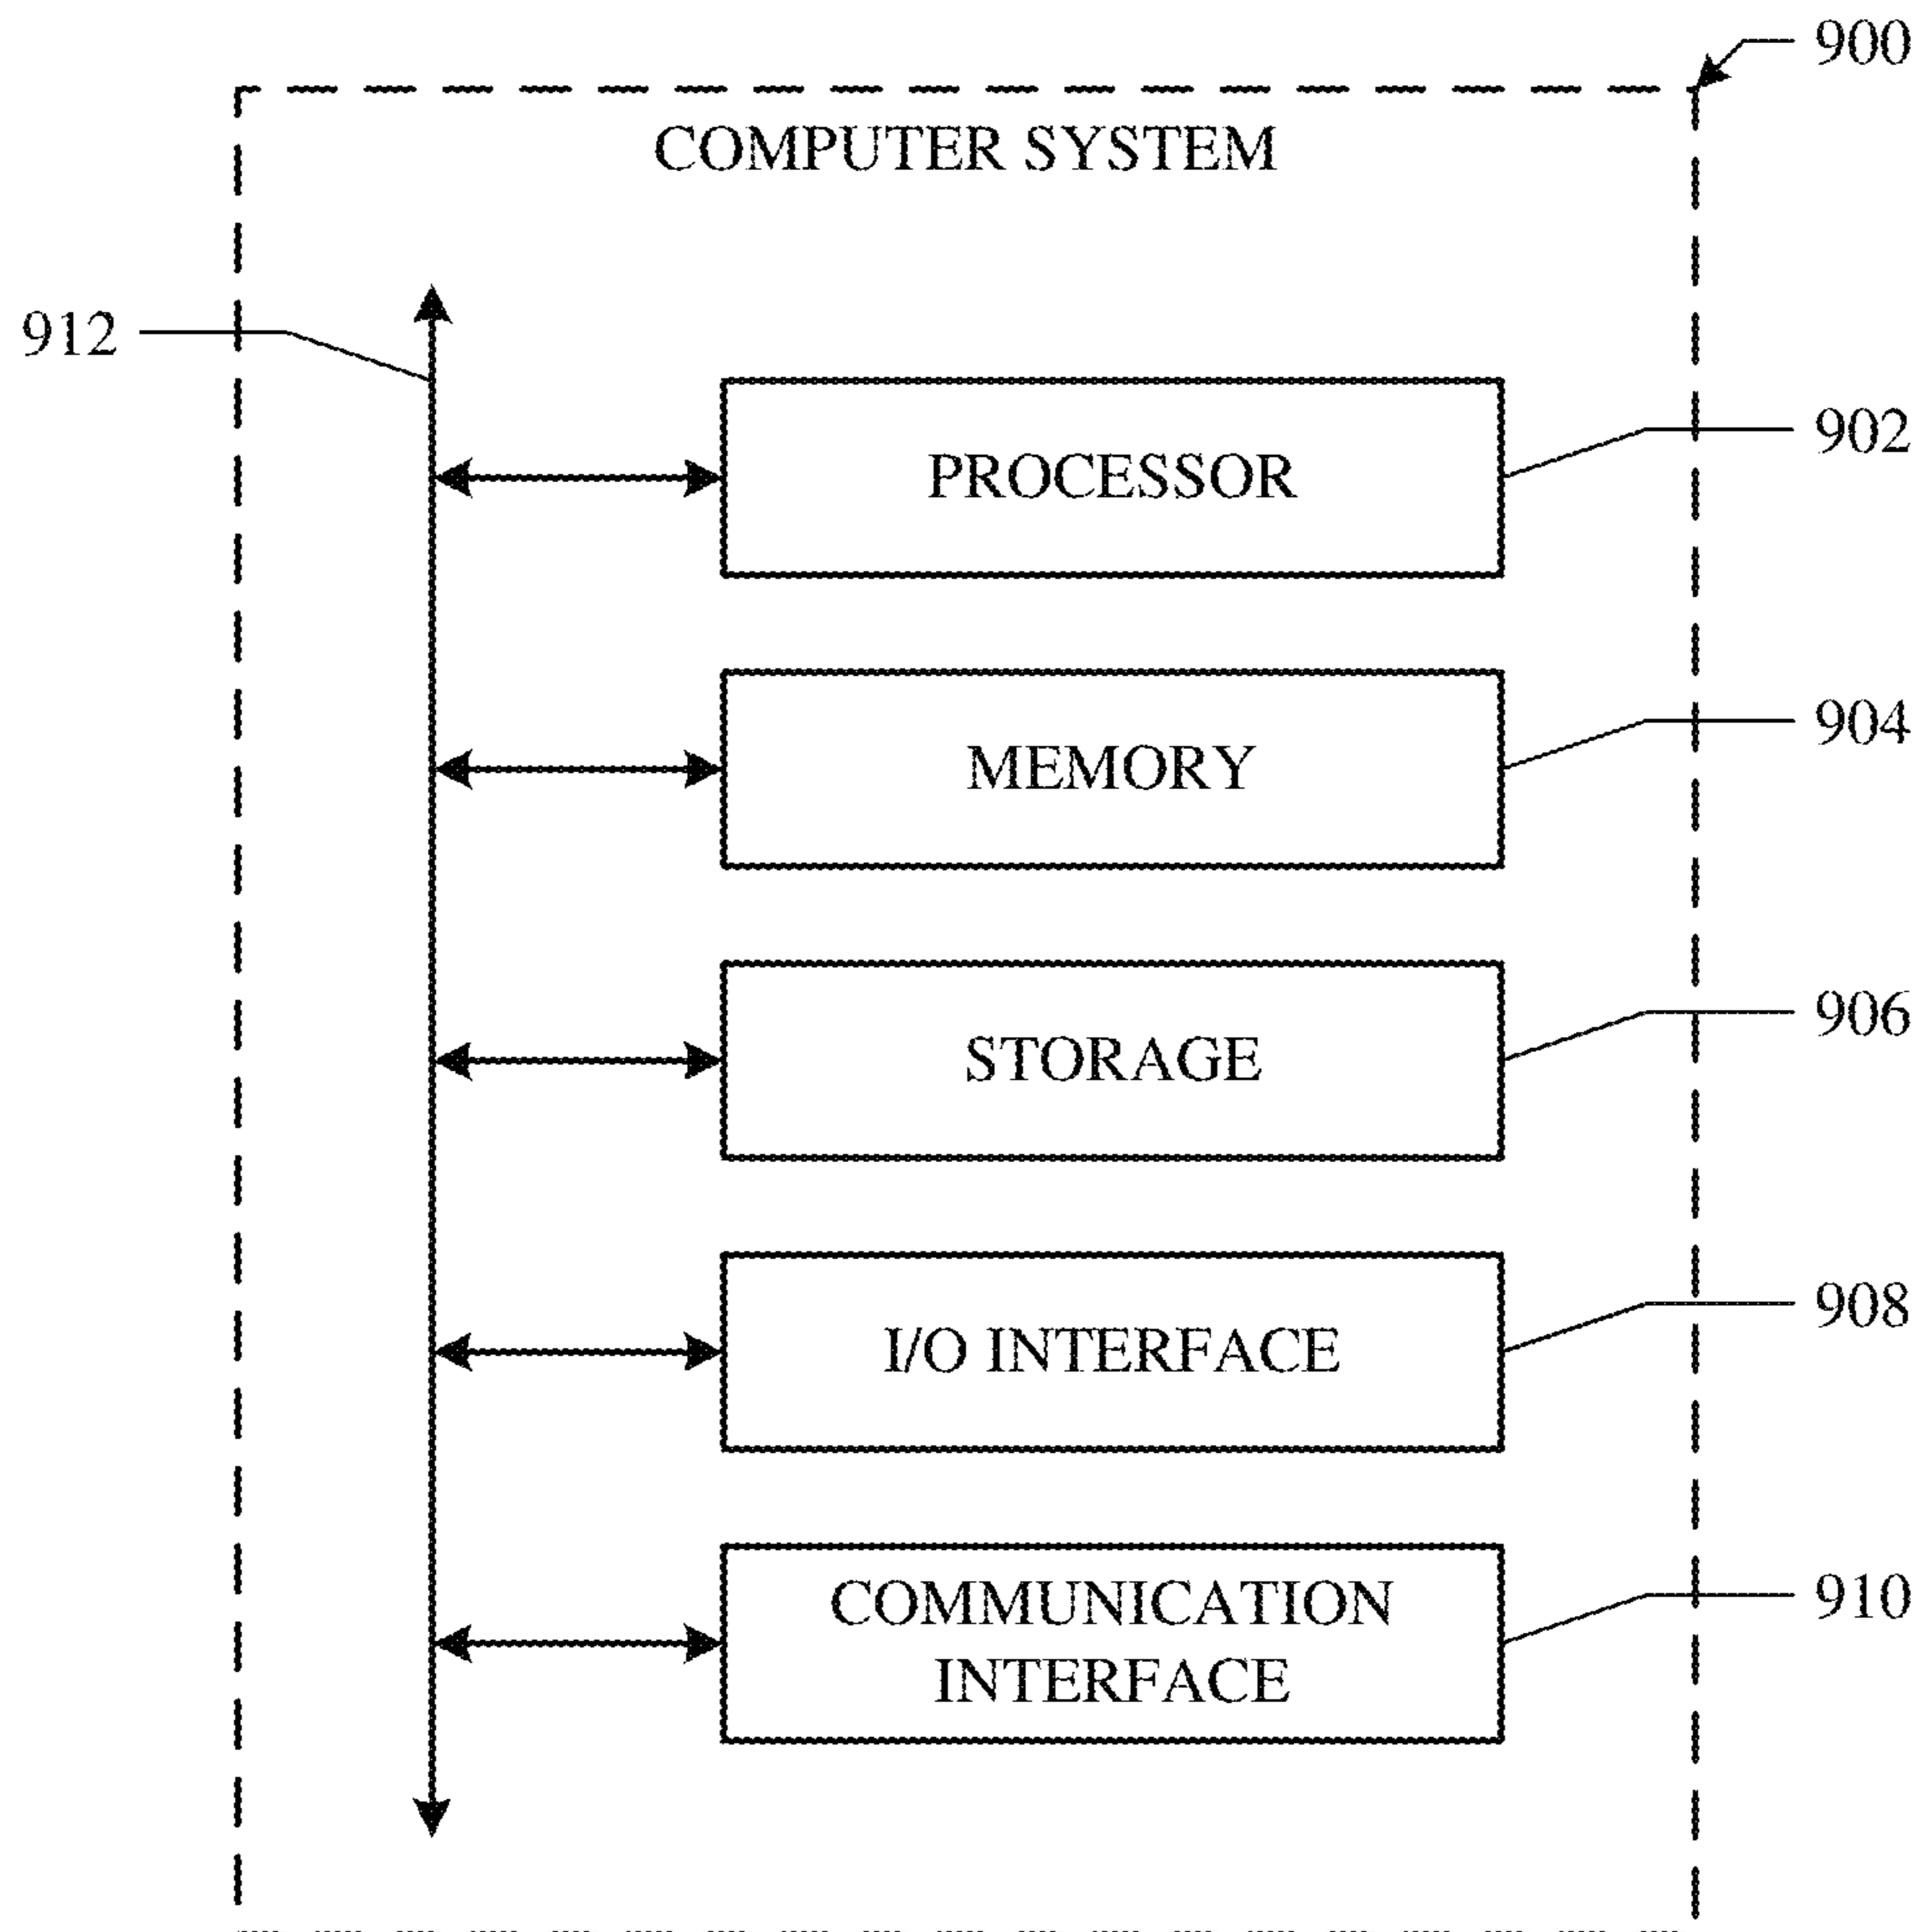 900
COMPUTER SYSTEM
912
PROCESSOR
902
MEMORY
904
STORAGE
906
I/O INTERFACE
908
COMMUNICATION
INTERFACE
910